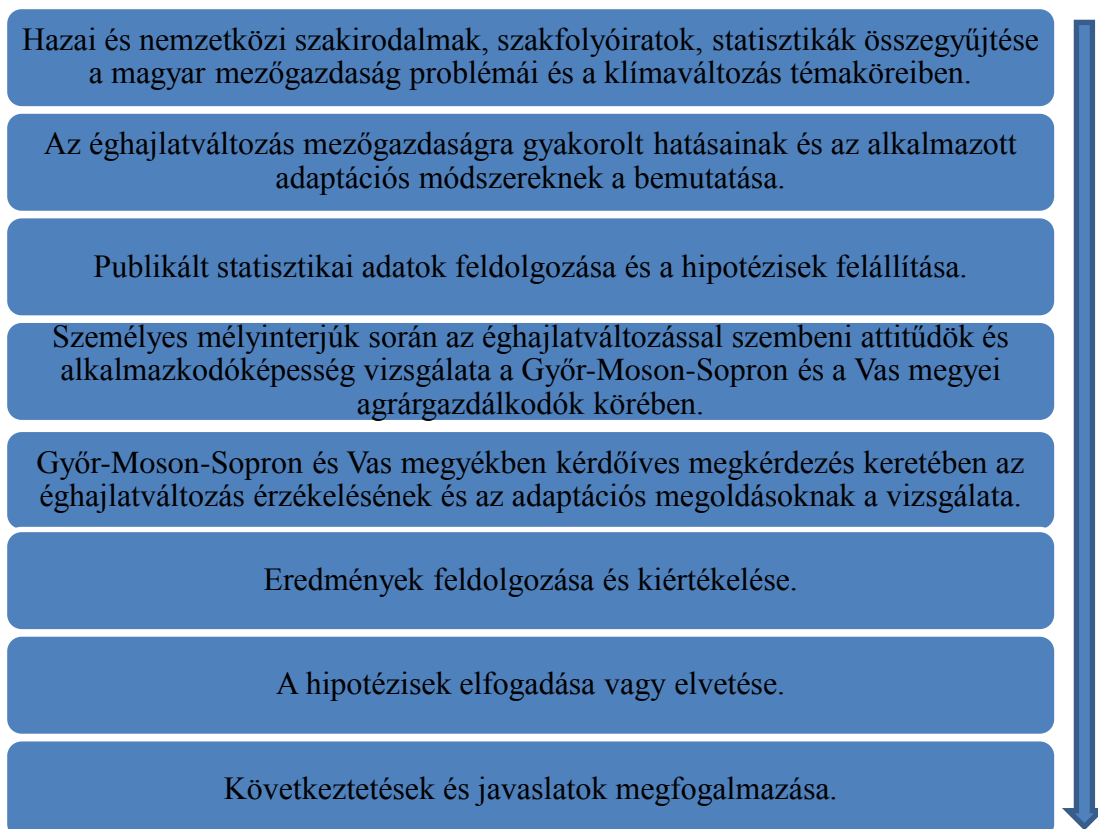 Hazai és nemzetközi szakirodalmak, szakfolyóiratok, statisztikák összegyűjtése
a magyar mezőgazdaság problémái és a klímaváltozás témaköreiben.
Az éghajlatváltozás mezőgazdaságra gyakorolt hatásainak és az alkalmazott
adaptációs módszereknek a bemutatása.
Publikált statisztikai adatok feldolgozása és a hipotézisek felállítása.
Személyes mélyinterjúk során az éghajlatváltozással szembeni attitűdök és
alkalmazkodóképesség vizsgálata a Győr-Moson-Sopron és a Vas megyei
agrárgazdálkodók körében.
Győr-Moson-Sopron és Vas megyékben kérdőíves megkérdezés keretében az
éghajlatváltozás érzékelésének és az adaptációs megoldásoknak a vizsgálata.
Eredmények feldolgozása és kiértékelése.
A hipotézisek elfogadása vagy elvetése.
Következtetések és javaslatok megfogalmazása.